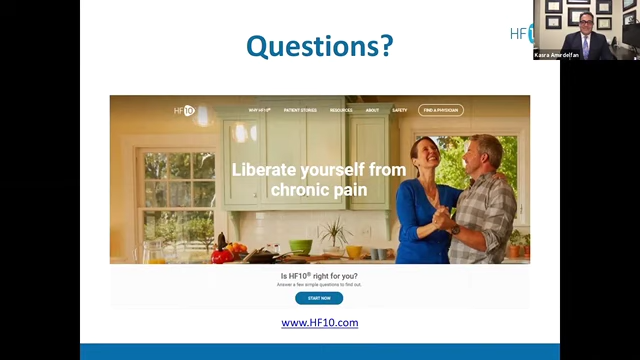 Questions?
HF
Kasra Amirdelfan
HF10
WHY HF10® PATIENT STORIES RESOURCES ABOUT SAFETY FIND A PHYSICIAN
Liberate yourself from
chronic pain
Is HF10® right for you?
Answer a few simple questions to find out.
START NOW
www.HF10.com